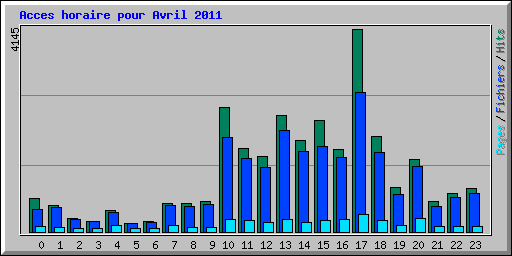 Acces horaire pour Avril 2011
4145
Pages / Fichiers / Hits
0 1 2 3 4 5 6 7 8 9 10 11 12 13 14 15 16 17 18 19 20 21 22 23